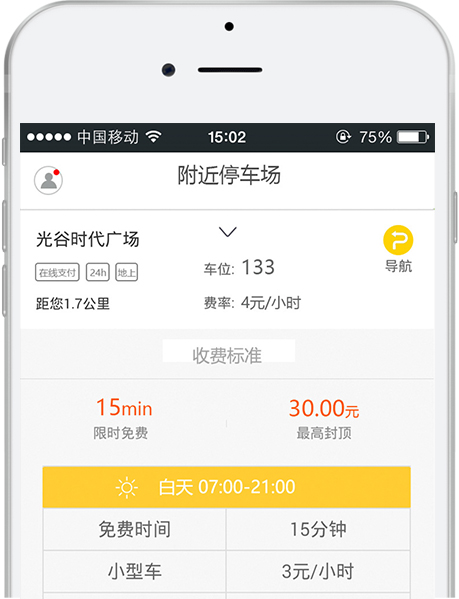 中国移动 15:02 75%
附近停车场
光谷时代广场
车位: 133
导航
在线支付 24h 地上
距您1.7公里
费率: 4元/小时
收费标准
15min 30.00元
限时免费 最高封顶
白天 07:00-21:00
免费时间 15分钟
小型车 3元/小时